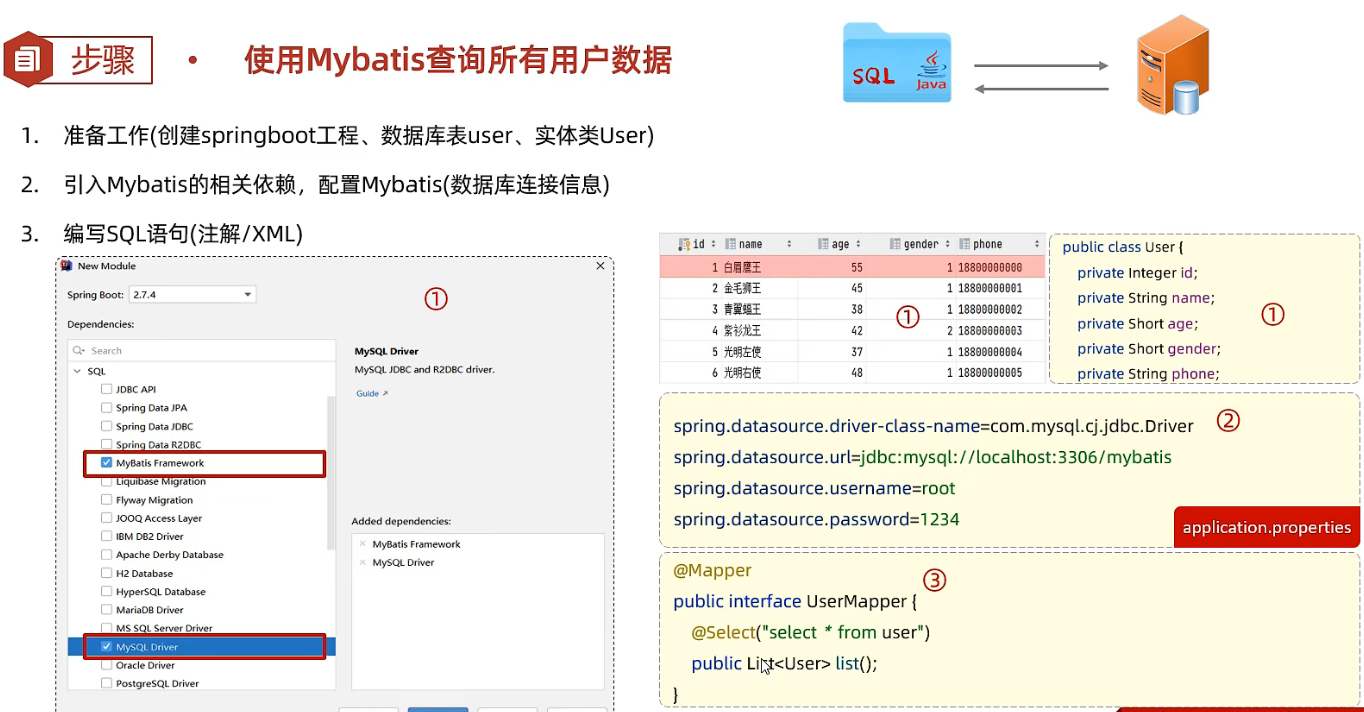 步骤
• 使用Mybatis查询所有用户数据
SQL
Java
1. 准备工作(创建springboot工程、数据库表user、实体类User)
2. 引入Mybatis的相关依赖，配置Mybatis(数据库连接信息)
3. 编写SQL语句(注解/XML)
New Module
Spring Boot: 2.7.4
①
Dependencies:
Search
SQL
JDBC API
Spring Data JPA
Spring Data JDBC
Spring Data R2DBC
MyBatis Framework
Liquibase Migration
Flyway Migration
JOOQ Access Layer
IBM DB2 Driver
Apache Derby Database
H2 Database
HyperSQL Database
MariaDB Driver
MS SQL Server Driver
MySQL Driver
Oracle Driver
PostgreSQL Driver
MySQL Driver
MySQL JDBC and R2DBC driver.
Guide ↗
Added dependencies:
× MyBatis Framework
× MySQL Driver
id name age gender phone
1 白眉鹰王 55 1 18800000000
2 金毛狮王 45 1 18800000001
3 青翼蝠王 38 1 18800000002
4 紫衫龙王 42 2 18800000003
5 光明左使 37 1 18800000004
6 光明右使 48 1 18800000005
①
public class User {
private Integer id;
private String name;
private Short age;
private Short gender;
private String phone;
①
spring.datasource.driver-class-name=com.mysql.cj.jdbc.Driver
spring.datasource.url=jdbc:mysql://localhost:3306/mybatis
spring.datasource.username=root
spring.datasource.password=1234
②
application.properties
@Mapper
public interface UserMapper {
@Select("select * from user")
public List<User> list();
}
③